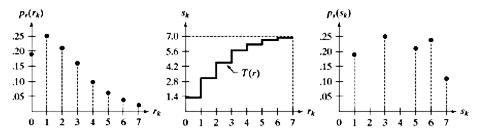 p_r(r_k)
.25
.20
.15
.10
.05
0 1 2 3 4 5 6 7
r_k
s_k
7.0
5.6
4.2
2.8
1.4
T(r)
0 1 2 3 4 5 6 7
r_k
p_s(s_k)
.25
.20
.15
.10
.05
0 1 2 3 4 5 6 7
s_k